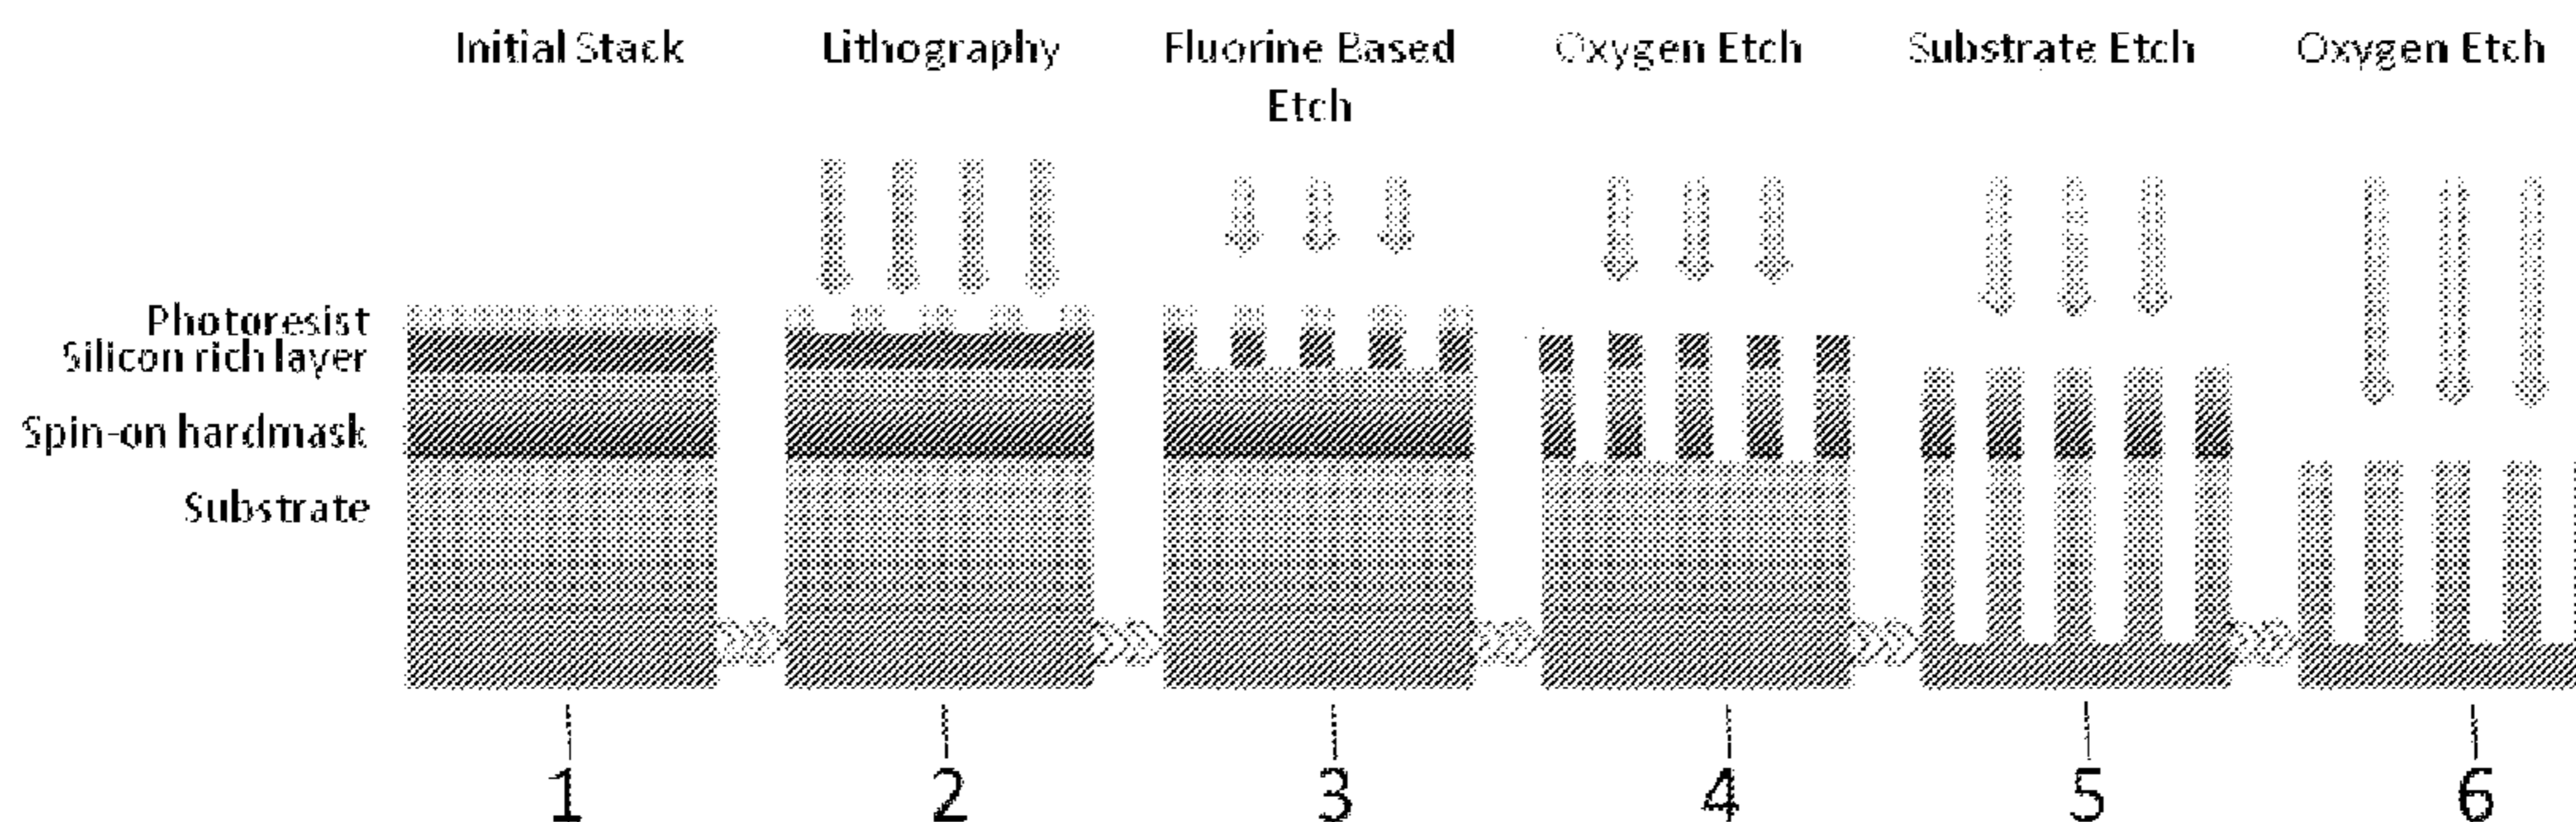 Initial Stack
Lithography
Fluorine Based
Etch
Oxygen Etch
Substrate Etch
Oxygen Etch
Photoresist
Silicon rich layer
Spin-on hardmask
Substrate
1
2
3
4
5
6